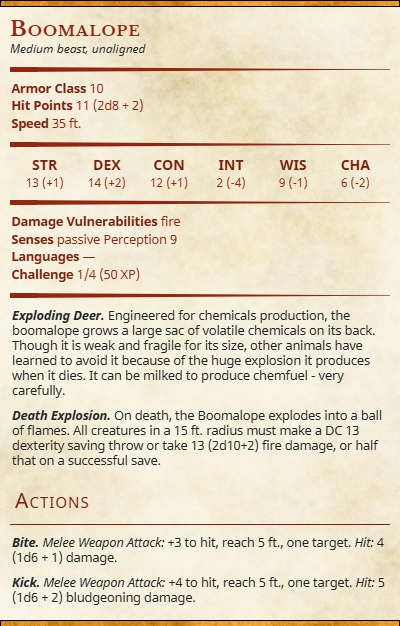 Boomalope
Medium beast, unaligned
Armor Class 10
Hit Points 11 (2d8 + 2)
Speed 35 ft.
STR DEX CON INT WIS CHA
13 (+1) 14 (+2) 12 (+1) 2 (-4) 9 (-1) 6 (-2)
Damage Vulnerabilities fire
Senses passive Perception 9
Languages —
Challenge 1/4 (50 XP)
Exploding Deer. Engineered for chemicals production, the
boomalope grows a large sac of volatile chemicals on its back.
Though it is weak and fragile for its size, other animals have
learned to avoid it because of the huge explosion it produces
when it dies. It can be milked to produce chemfuel - very
carefully.
Death Explosion. On death, the Boomalope explodes into a ball
of flames. All creatures in a 15 ft. radius must make a DC 13
dexterity saving throw or take 13 (2d10+2) fire damage, or half
that on a successful save.
Actions
Bite. Melee Weapon Attack: +3 to hit, reach 5 ft., one target. Hit: 4
(1d6 + 1) damage.
Kick. Melee Weapon Attack: +4 to hit, reach 5 ft., one target. Hit: 5
(1d6 + 2) bludgeoning damage.